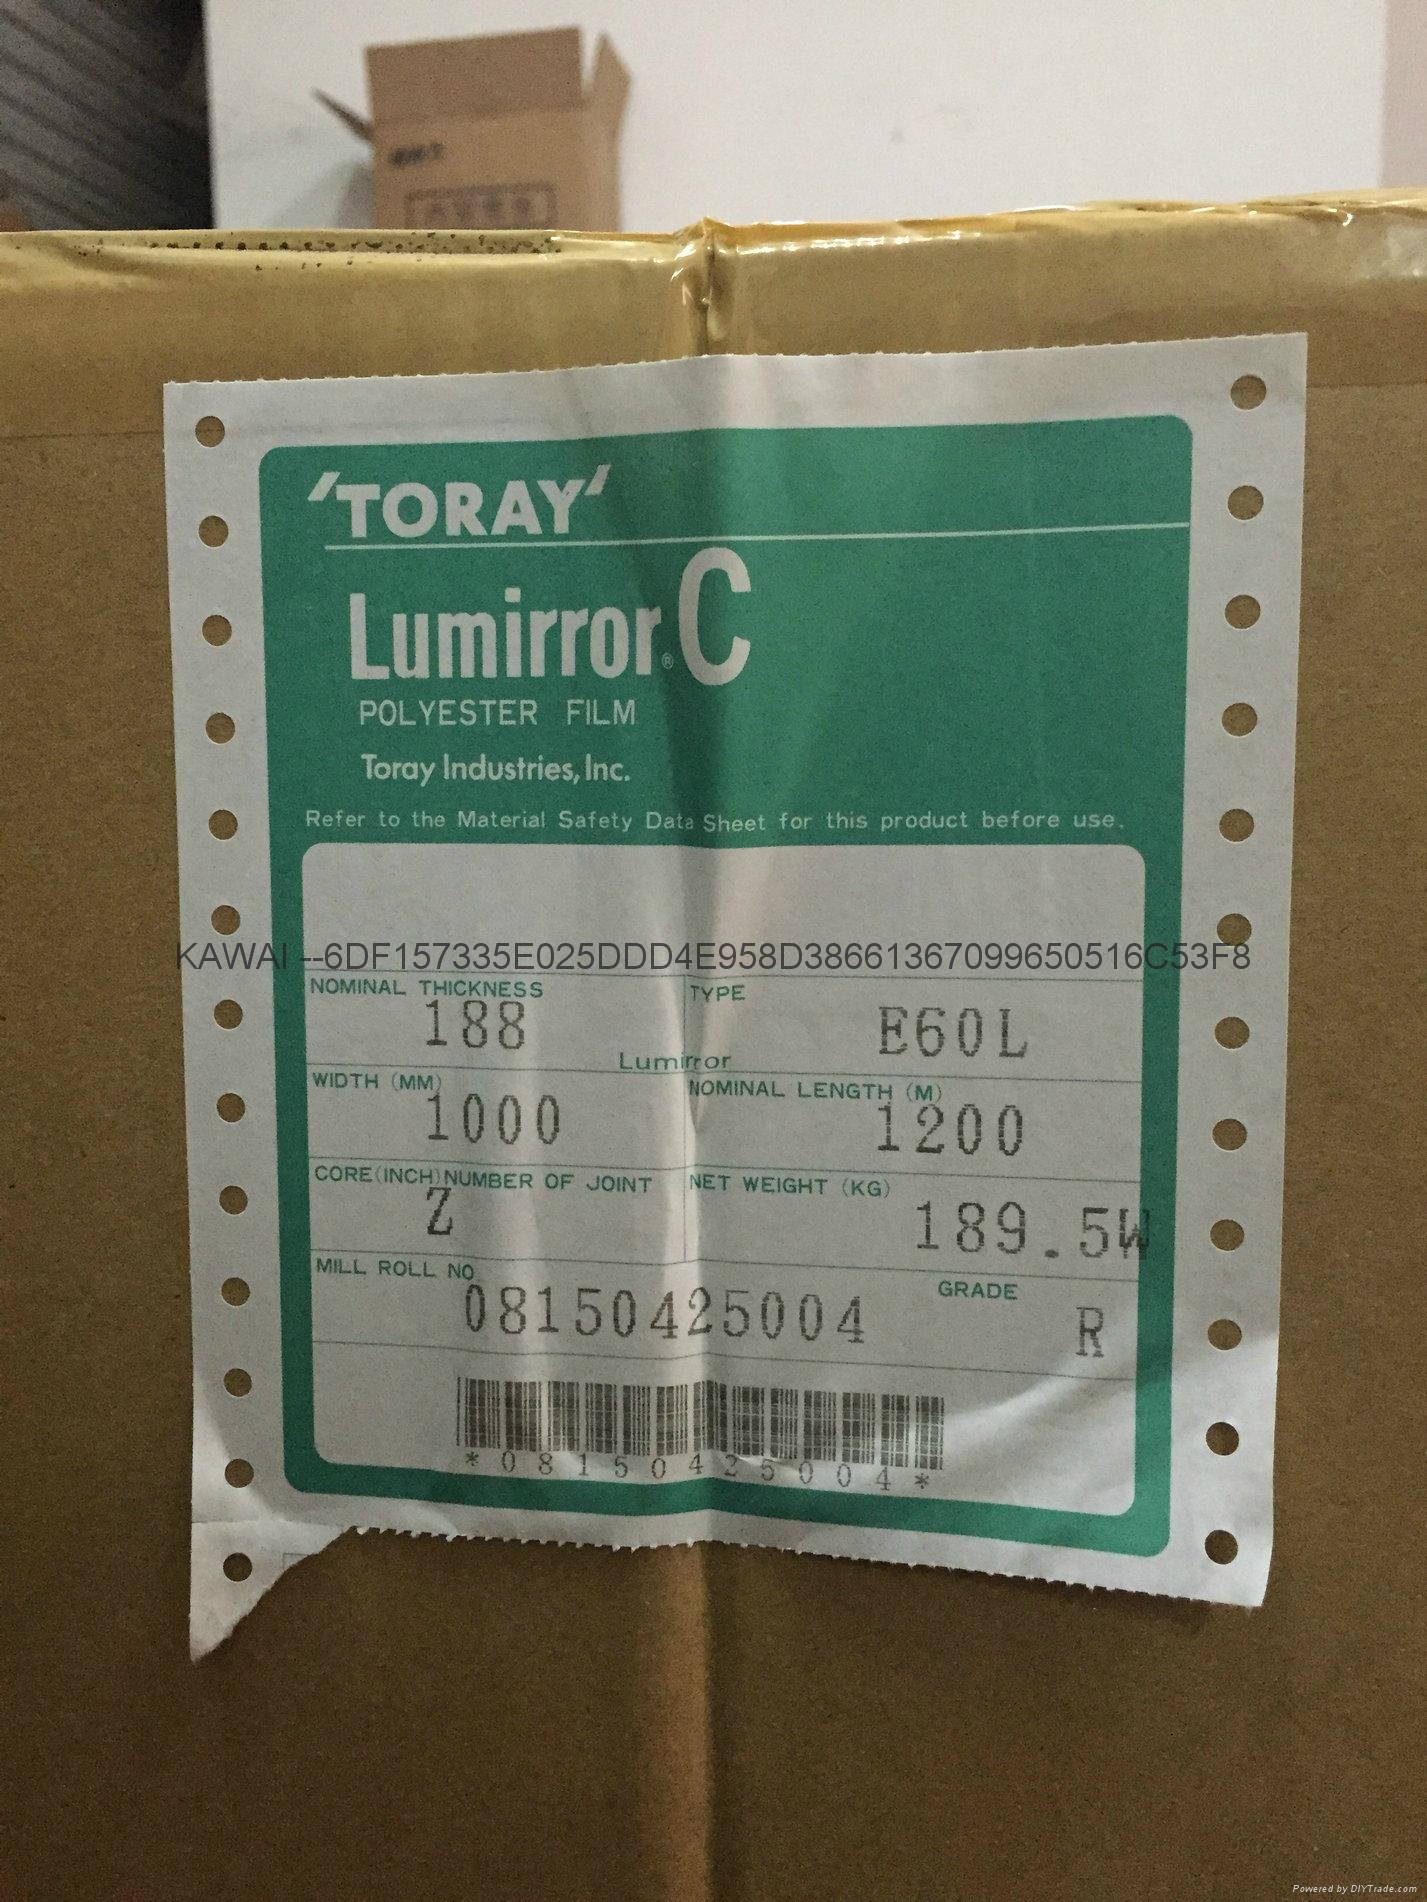 'TORAY'
Lumirror® C
POLYESTER FILM
Toray Industries, Inc.
Refer to the Material Safety Data Sheet for this product before use.
KAWAI --6DF157335E025DDD4E958D38661367099650516C53F8
NOMINAL THICKNESS TYPE
188 E60L
Lumirror
WIDTH (MM) NOMINAL LENGTH (M)
1000 1200
CORE(INCH) NUMBER OF JOINT NET WEIGHT (KG)
Z 189.5W
MILL ROLL NO. GRADE
08150425004 R
*08150425004*
Powered by DIYTrade.com